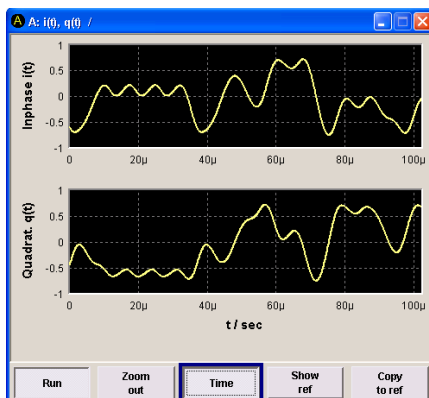 A A: i(t), q(t) /
Inphase i(t)
1
0.5
0
-0.5
-1
0 20µ 40µ 60µ 80µ 100µ
Quadrat. q(t)
1
0.5
0
-0.5
-1
0 20µ 40µ 60µ 80µ 100µ
t / sec
Run
Zoom
out
Time
Show
ref
Copy
to ref